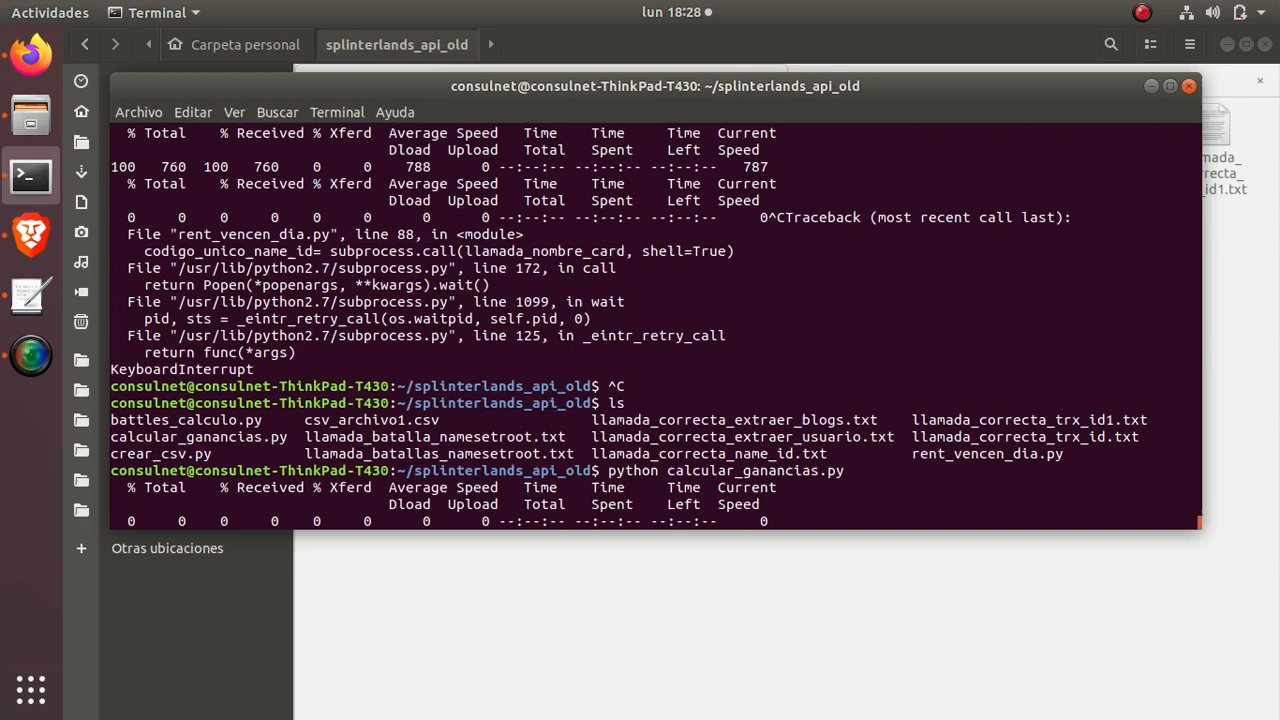 Actividades Terminal lun 18:28
Carpeta personal splinterlands_api_old
consulnet@consulnet-ThinkPad-T430: ~/splinterlands_api_old
Archivo Editar Ver Buscar Terminal Ayuda
% Total % Received % Xferd Average Speed Time Time Time Current
Dload Upload Total Spent Left Speed
100 760 100 760 0 0 788 0 --:--:-- --:--:-- --:--:-- 787
% Total % Received % Xferd Average Speed Time Time Time Current
Dload Upload Total Spent Left Speed
0 0 0 0 0 0 0 0 --:--:-- --:--:-- --:--:-- 0^CTraceback (most recent call last):
File "rent_vencen_dia.py", line 88, in <module>
codigo_unico_name_id= subprocess.call(llamada_nombre_card, shell=True)
File "/usr/lib/python2.7/subprocess.py", line 172, in call
return Popen(*popenargs, **kwargs).wait()
File "/usr/lib/python2.7/subprocess.py", line 1099, in wait
pid, sts = _eintr_retry_call(os.waitpid, self.pid, 0)
File "/usr/lib/python2.7/subprocess.py", line 125, in _eintr_retry_call
return func(*args)
KeyboardInterrupt
consulnet@consulnet-ThinkPad-T430:~/splinterlands_api_old$ ^C
consulnet@consulnet-ThinkPad-T430:~/splinterlands_api_old$ ls
battles_calculo.py csv_archivo1.csv llamada_correcta_extraer_blogs.txt llamada_correcta_trx_id1.txt
calcular_ganancias.py llamada_batalla_namesetroot.txt llamada_correcta_extraer_usuario.txt llamada_correcta_trx_id.txt
crear_csv.py llamada_batallas_namesetroot.txt llamada_correcta_name_id.txt rent_vencen_dia.py
consulnet@consulnet-ThinkPad-T430:~/splinterlands_api_old$ python calcular_ganancias.py
% Total % Received % Xferd Average Speed Time Time Time Current
Dload Upload Total Spent Left Speed
0 0 0 0 0 0 0 0 --:--:-- --:--:-- --:--:-- 0
mada_
rrecta_
_id1.txt
Otras ubicaciones